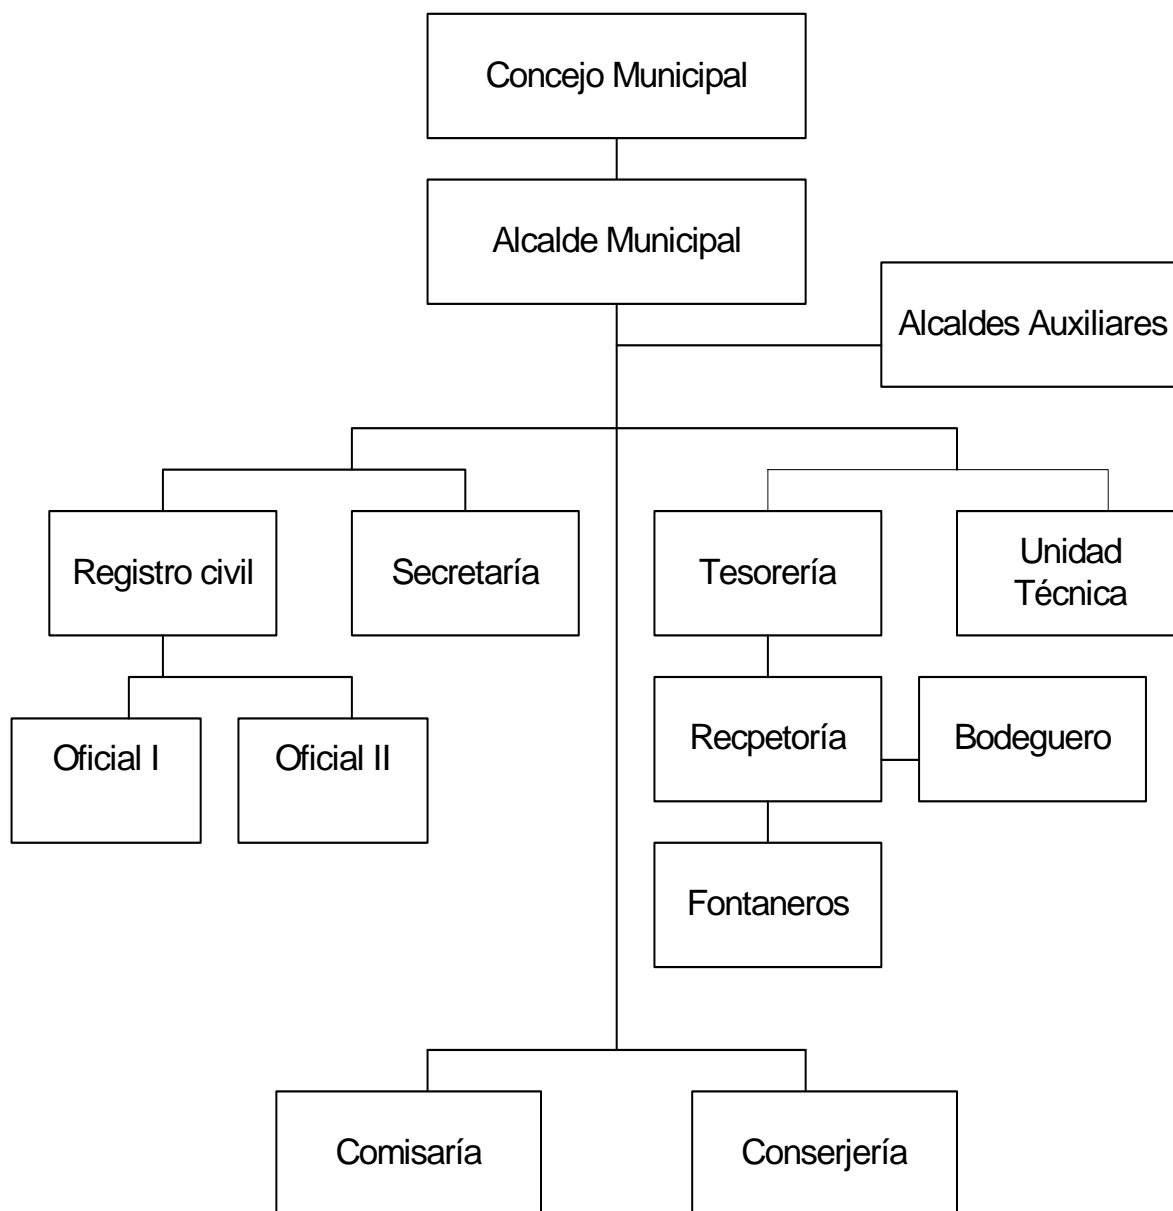 Concejo Municipal
Alcalde Municipal
Alcaldes Auxiliares
Registro civil
Secretaría
Tesorería
Unidad
Técnica
Oficial I
Oficial II
Recpetoría
Bodeguero
Fontaneros
Comisaría
Conserjería